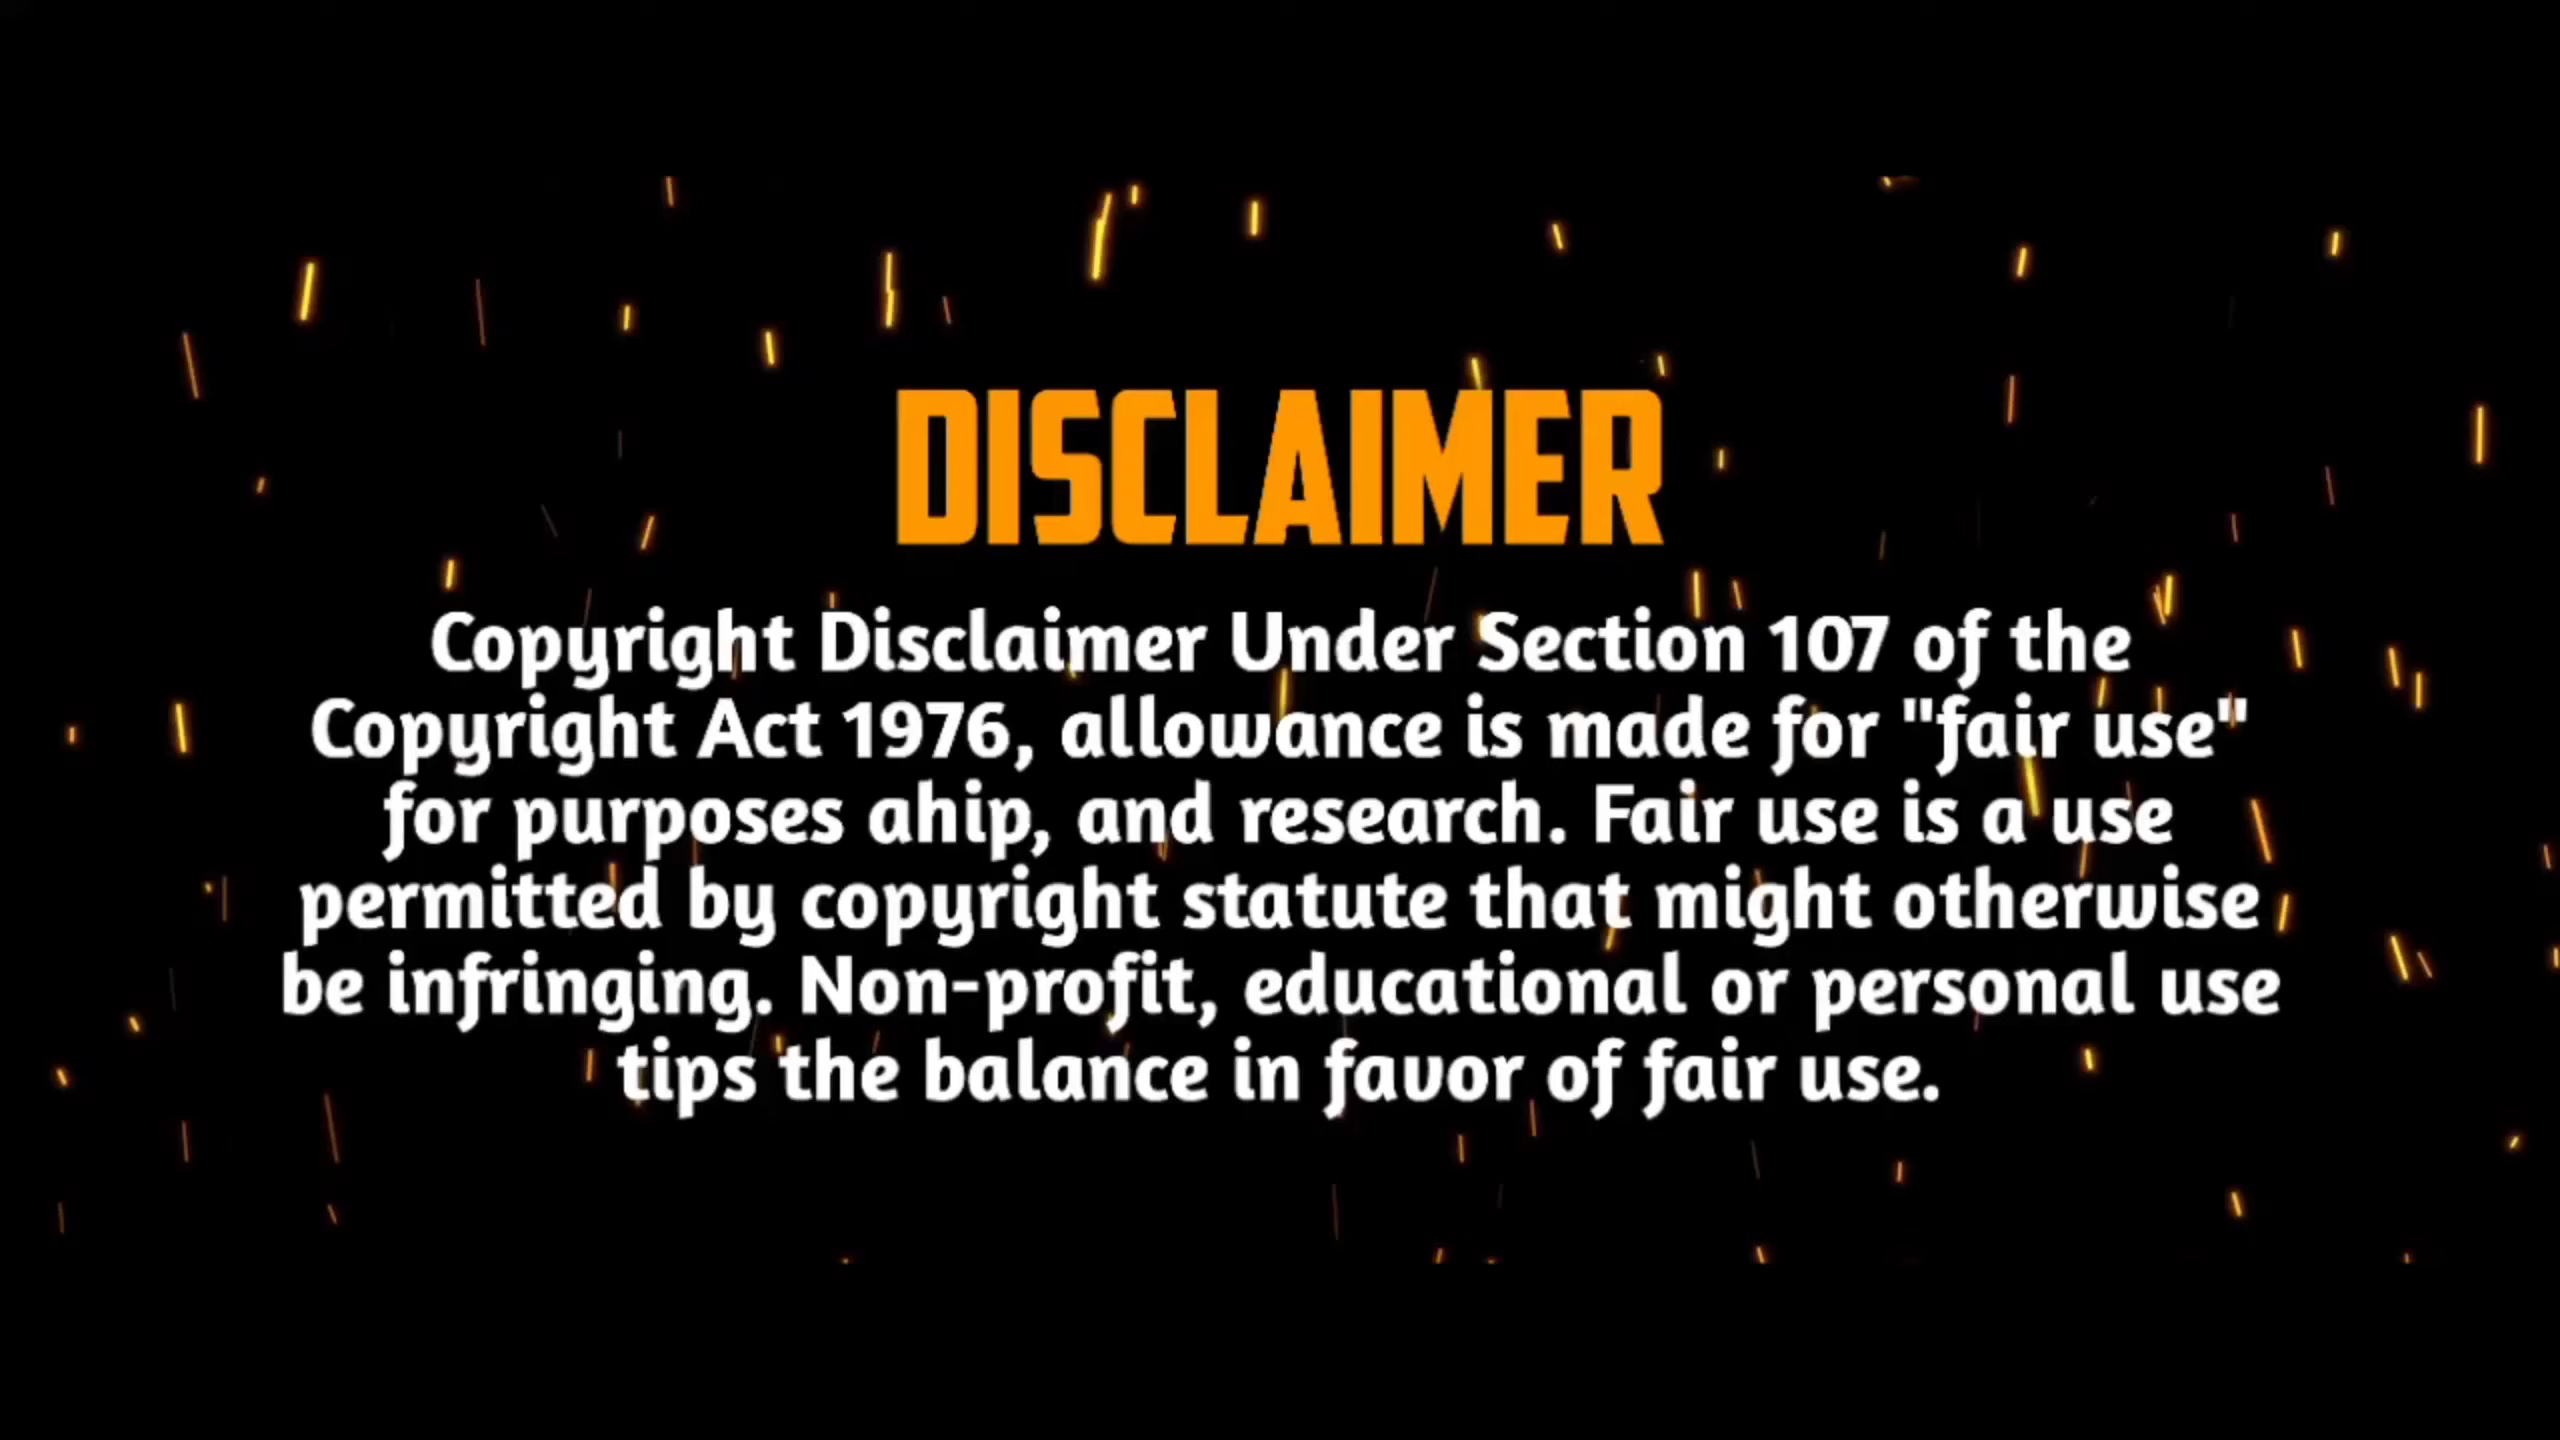 DISCLAIMER
Copyright Disclaimer Under Section 107 of the
Copyright Act 1976, allowance is made for "fair use"
for purposes ahip, and research. Fair use is a use
permitted by copyright statute that might otherwise
be infringing. Non-profit, educational or personal use
tips the balance in favor of fair use.